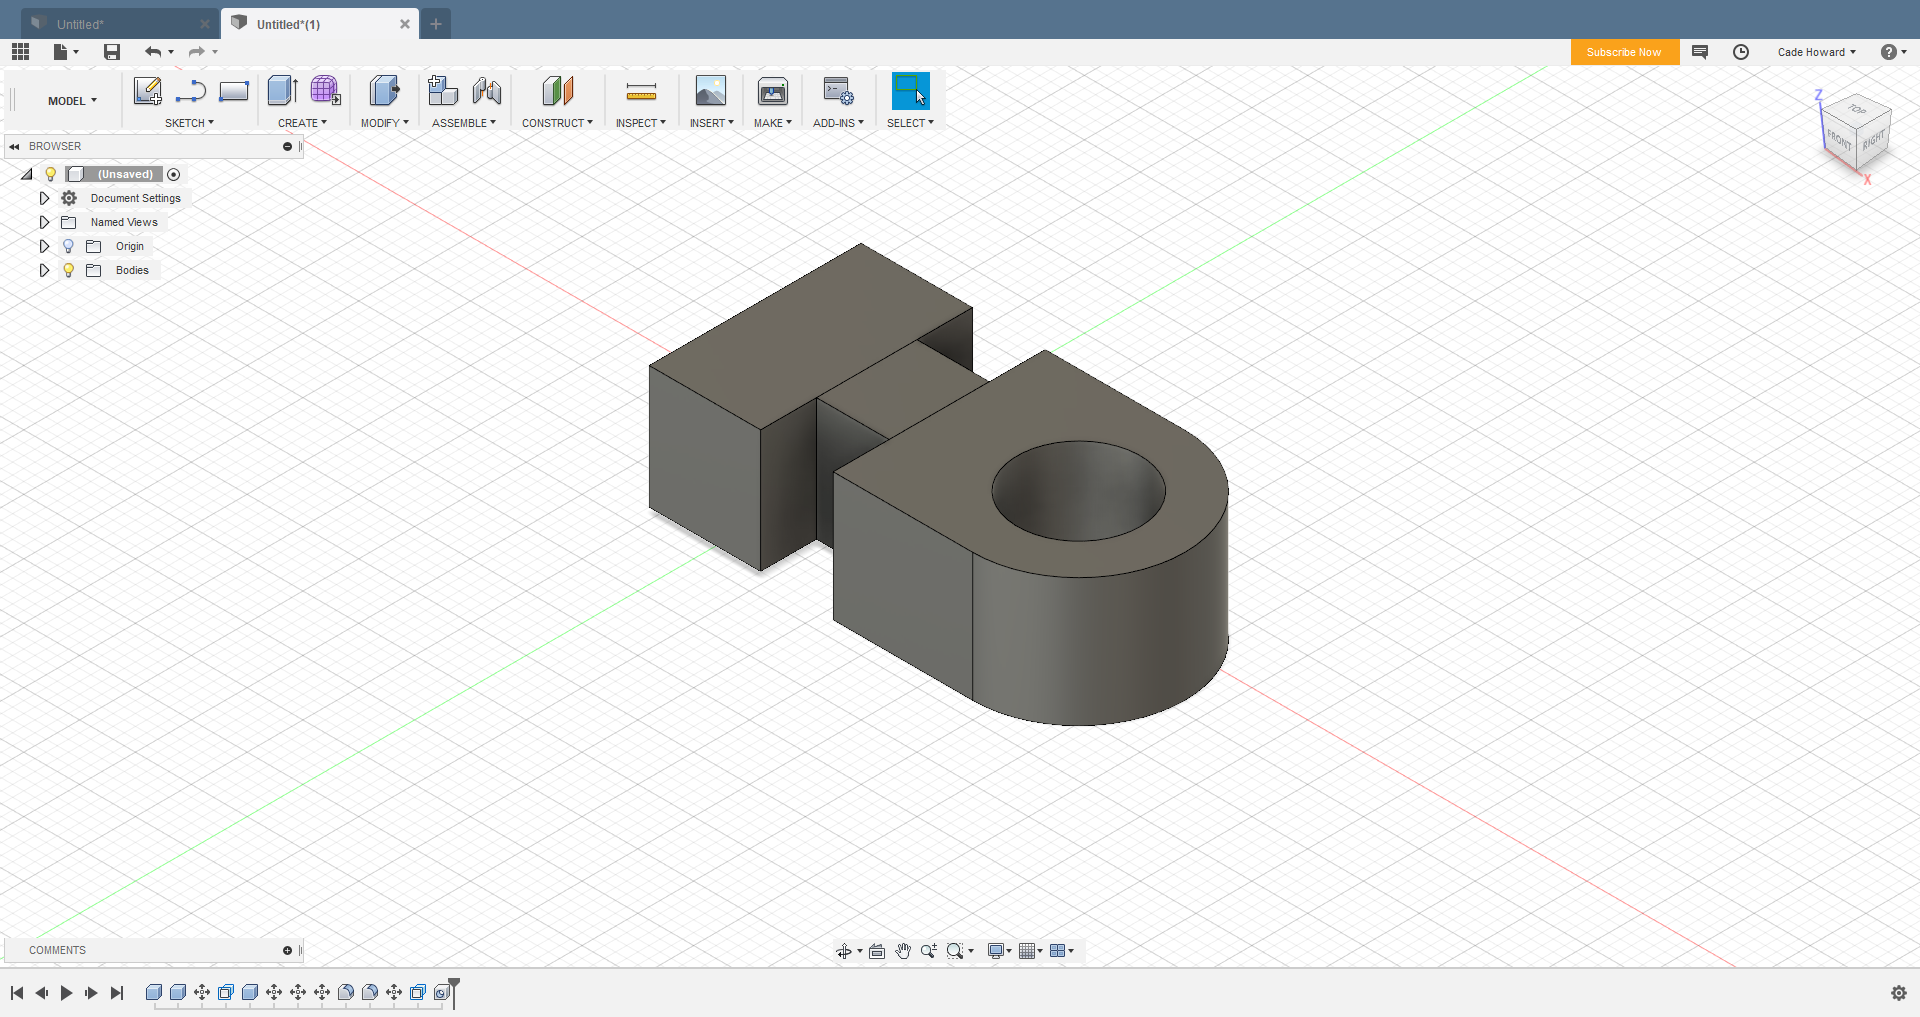 Untitled*
Untitled*(1)
Subscribe Now
Cade Howard
?
MODEL
SKETCH
CREATE
MODIFY
ASSEMBLE
CONSTRUCT
INSPECT
INSERT
MAKE
ADD-INS
SELECT
Z
TOP
FRONT
RIGHT
X
BROWSER
(Unsaved)
Document Settings
Named Views
Origin
Bodies
COMMENTS